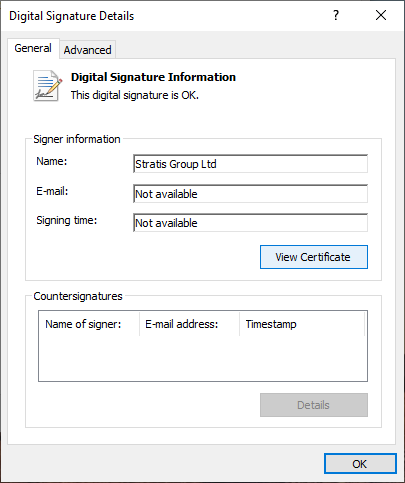 Digital Signature Details
?
General
Advanced
Digital Signature Information
This digital signature is OK.
Signer information
Name:
Stratis Group Ltd
E-mail:
Not available
Signing time:
Not available
View Certificate
Countersignatures
Name of signer:
E-mail address:
Timestamp
Details
OK